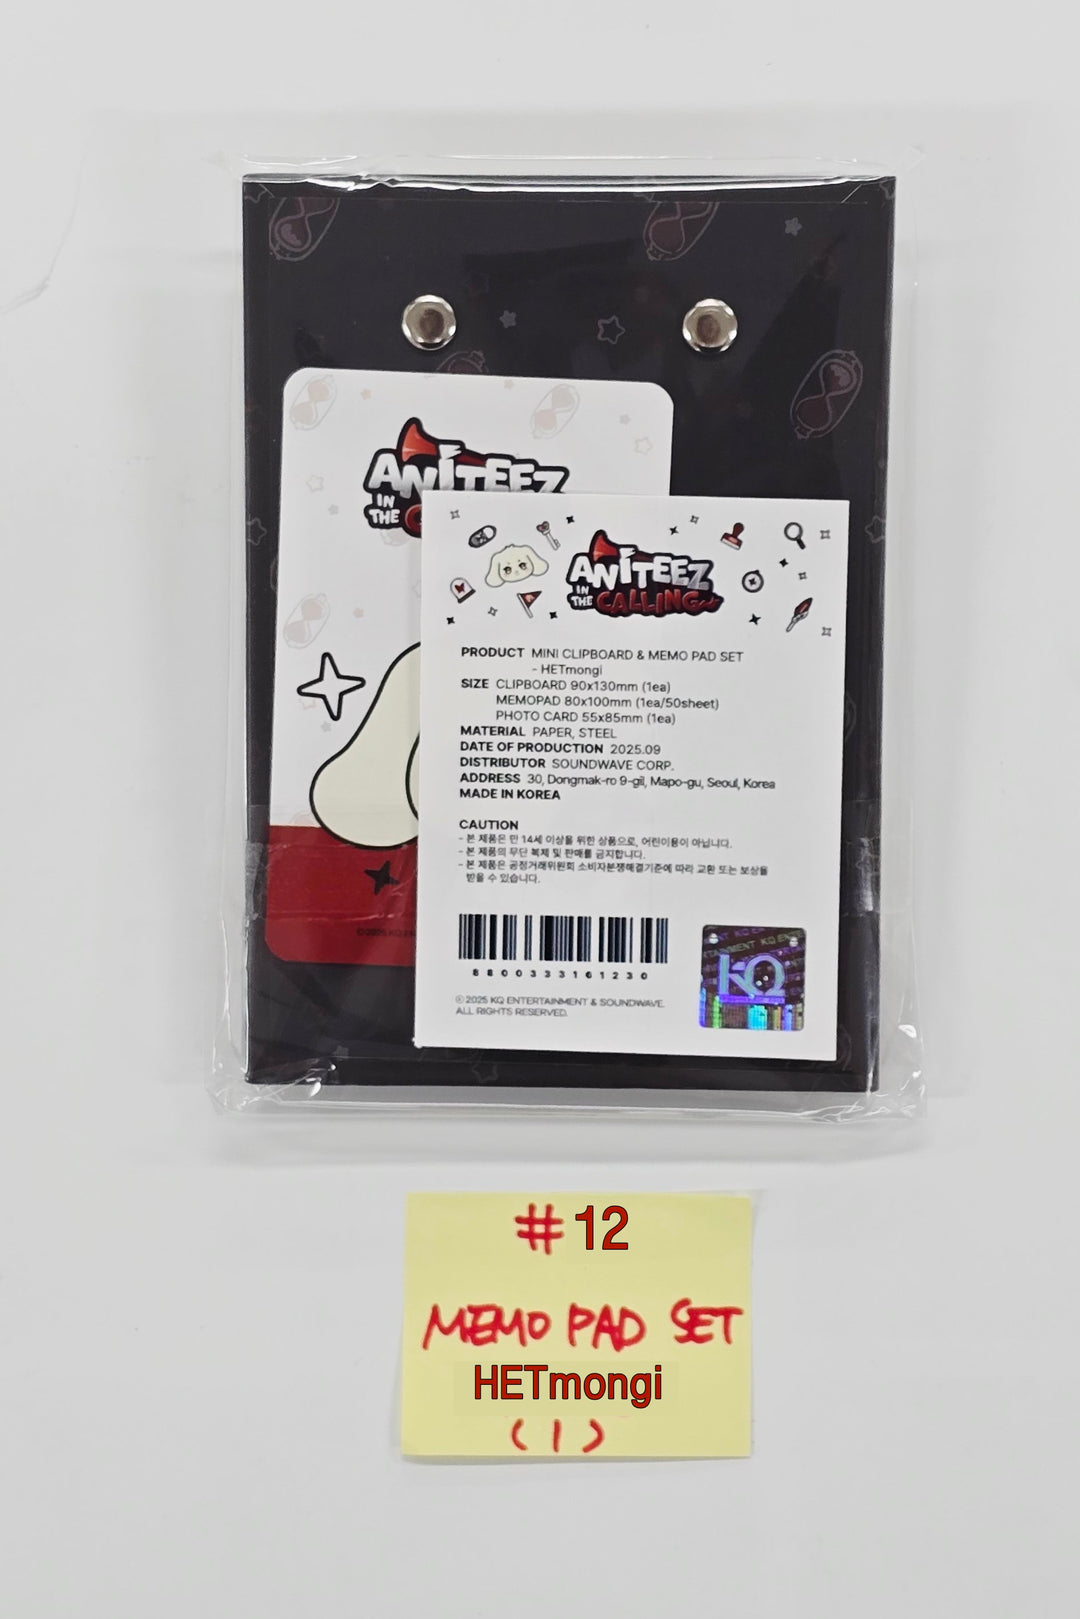 ANITEEZ
IN
THE
ANITEEZ
IN
THE CALLING
PRODUCT MINI CLIPBOARD & MEMO PAD SET
- HETmongi
SIZE CLIPBOARD 90x130mm (1ea)
MEMOPAD 80x100mm (1ea/50sheet)
PHOTO CARD 55x85mm (1ea)
MATERIAL PAPER, STEEL
DATE OF PRODUCTION 2025.09
DISTRIBUTOR SOUNDWAVE CORP.
ADDRESS 30, Dongmak-ro 9-gil, Mapo-gu, Seoul, Korea
MADE IN KOREA
CAUTION
- 본 제품은 만 14세 이상을 위한 상품으로, 어린이용이 아닙니다.
- 본 제품의 무단 복제 및 판매를 금지합니다.
- 본 제품은 공정거래위원회 소비자분쟁해결기준에 따라 교환 또는 보상을
받을 수 있습니다.
8800333161230
KQ
©2025 KQ ENTERTAINMENT & SOUNDWAVE.
ALL RIGHTS RESERVED.
#12
MEMO PAD SET
HETmongi
(1)